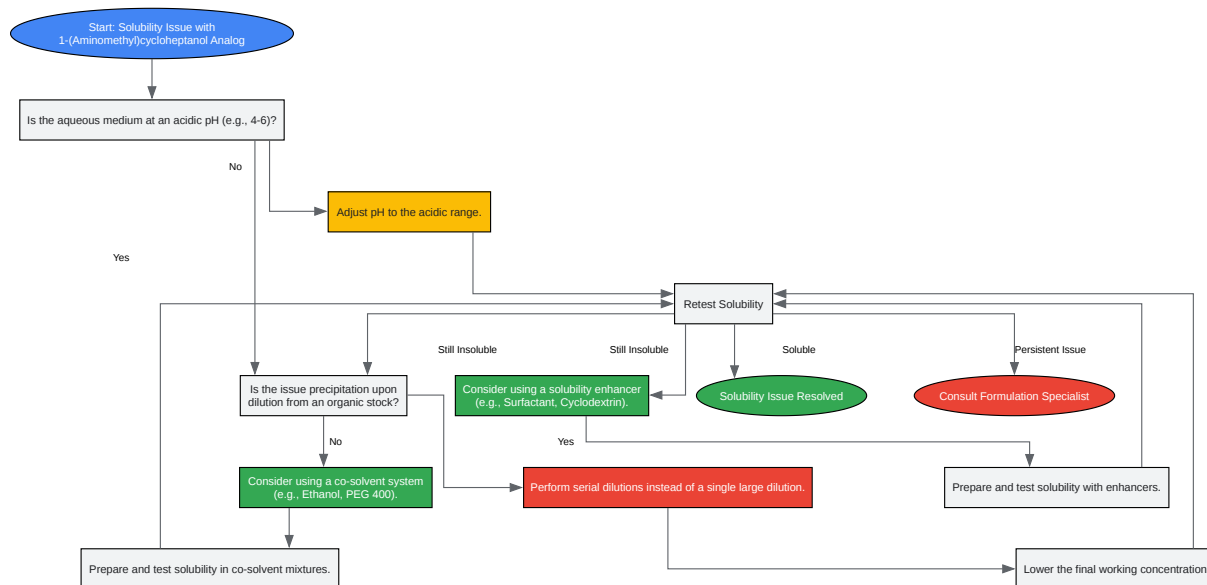 Start: Solubility Issue with
1-(Aminomethyl)cycloheptanol Analog
Is the aqueous medium at an acidic pH (e.g., 4-6)?
No
Adjust pH to the acidic range.
Yes
Retest Solubility
Still Insoluble
Still Insoluble
Soluble
Persistent Issue
Is the issue precipitation upon
dilution from an organic stock?
Consider using a solubility enhancer
(e.g., Surfactant, Cyclodextrin).
Solubility Issue Resolved
Consult Formulation Specialist
No
Yes
Consider using a co-solvent system
(e.g., Ethanol, PEG 400).
Perform serial dilutions instead of a single large dilution.
Prepare and test solubility with enhancers.
Prepare and test solubility in co-solvent mixtures.
Lower the final working concentration